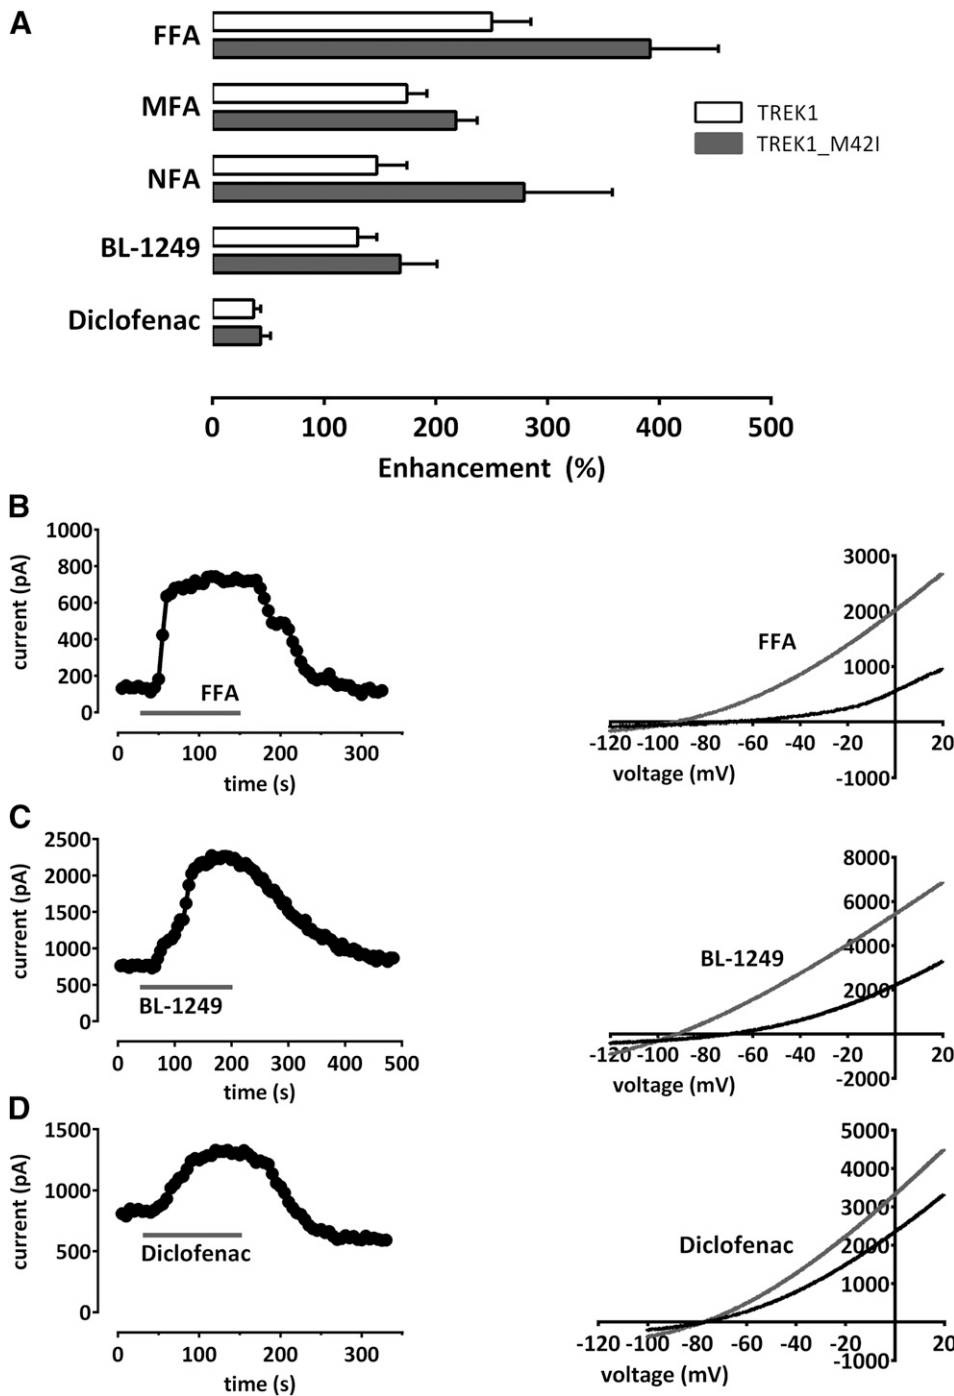 A
FFA
MFA
NFA
BL-1249
Diclofenac
TREK1
TREK1_M42I
0 100 200 300 400 500
Enhancement (%)
B
current (pA)
1000
800
600
400
200
0
FFA
0 100 200 300
time (s)
3000
2000
1000
-1000
FFA
-120 -100 -80 -60 -40 -20 20
voltage (mV)
C
current (pA)
2500
2000
1500
1000
500
0
BL-1249
0 100 200 300 400 500
time (s)
8000
6000
4000
2000
-2000
BL-1249
-120 -100 -80 -60 -40 -20 20
voltage (mV)
D
current (pA)
1500
1000
500
0
Diclofenac
0 100 200 300
time (s)
5000
4000
3000
2000
1000
-1000
Diclofenac
-120 -100 -80 -60 -40 -20 20
voltage (mV)